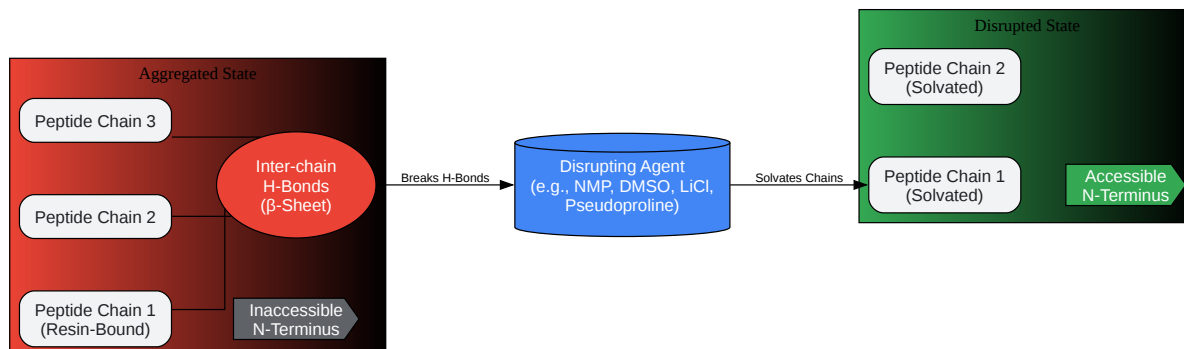 Aggregated State
Peptide Chain 3
Peptide Chain 2
Peptide Chain 1
(Resin-Bound)
Inter-chain
H-Bonds
(β-Sheet)
Inaccessible
N-Terminus
Breaks H-Bonds
Disrupting Agent
(e.g., NMP, DMSO, LiCl,
Pseudoproline)
Solvates Chains
Disrupted State
Peptide Chain 2
(Solvated)
Peptide Chain 1
(Solvated)
Accessible
N-Terminus